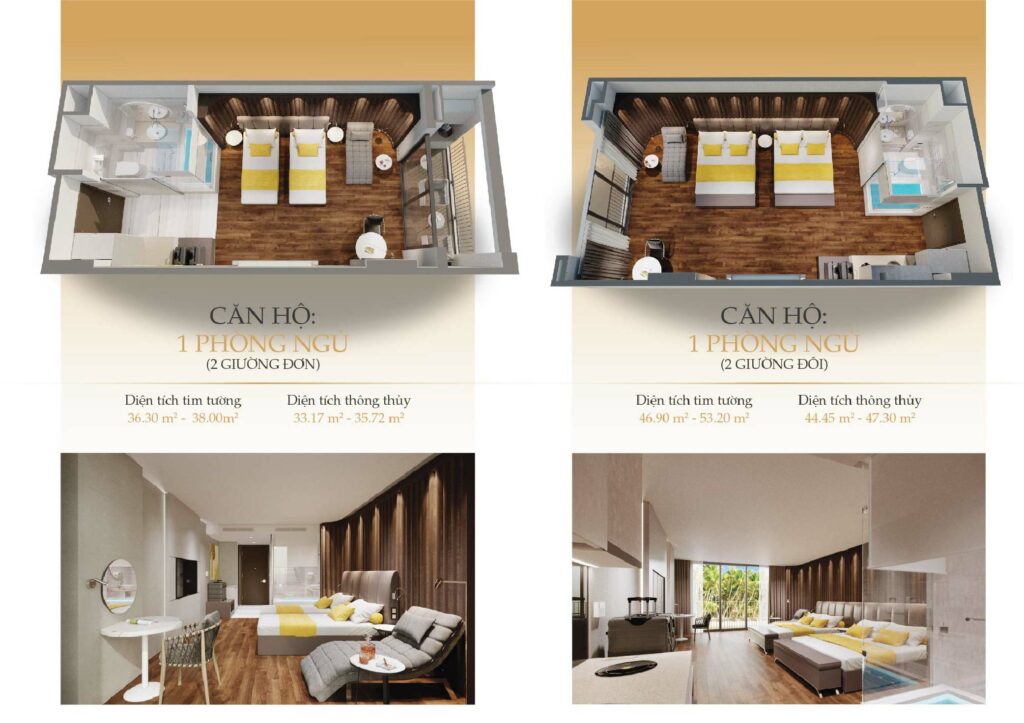 CĂN HỘ:
1 PHÒNG NGỦ
(2 GIƯỜNG ĐƠN)
Diện tích tim tường
36.30 m² - 38.00m²
Diện tích thông thủy
33.17 m² - 35.72 m²
CĂN HỘ:
1 PHÒNG NGỦ
(2 GIƯỜNG ĐÔI)
Diện tích tim tường
46.90 m² - 53.20 m²
Diện tích thông thủy
44.45 m² - 47.30 m²